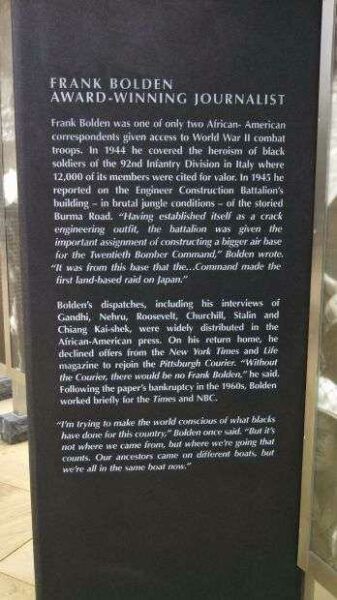 FRANK BOLDEN
AWARD-WINNING JOURNALIST
Frank Bolden was one of only two African- American
correspondents given access to World War II combat
troops. In 1944 he covered the heroism of black
soldiers of the 92nd Infantry Division in Italy where
12,000 of its members were cited for valor. In 1945 he
reported on the Engineer Construction Battalion's
building – in brutal jungle conditions – of the storied
Burma Road. "Having established itself as a crack
engineering outfit, the battalion was given the
important assignment of constructing a bigger air base
for the Twentieth Bomber Command," Bolden wrote.
"It was from this base that the...Command made the
first land-based raid on Japan."
Bolden's dispatches, including his interviews of
Gandhi, Nehru, Roosevelt, Churchill, Stalin and
Chiang Kai-shek, were widely distributed in the
African-American press. On his return home, he
declined offers from the New York Times and Life
magazine to rejoin the Pittsburgh Courier. "Without
the Courier, there would be no Frank Bolden," he said.
Following the paper's bankruptcy in the 1960s, Bolden
worked briefly for the Times and NBC.
"I'm trying to make the world conscious of what blacks
have done for this country," Bolden once said. "But it's
not where we came from, but where we're going that
counts. Our ancestors came on different boats, but
we're all in the same boat now."